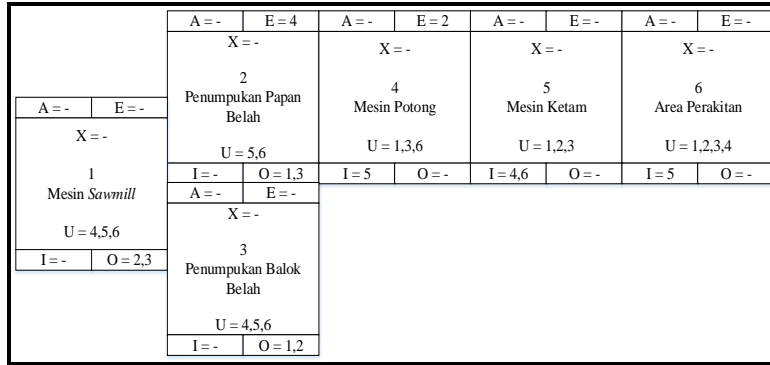 A = - E = 4 A = - E = 2 A = - E = - A = - E = -
X = - X = - X = - X = -
2 4 5 6
Penumpukan Papan Mesin Potong Mesin Ketam Area Perakitan
Belah
U = 5,6 U = 1,3,6 U = 1,2,3 U = 1,2,3,4
I = - O = 1,3 I = 5 O = - I = 4,6 O = - I = 5 O = -
A = - E = -
X = -
1
Mesin Sawmill
U = 4,5,6
I = - O = 2,3
A = - E = -
X = -
3
Penumpukan Balok
Belah
U = 4,5,6
I = - O = 1,2